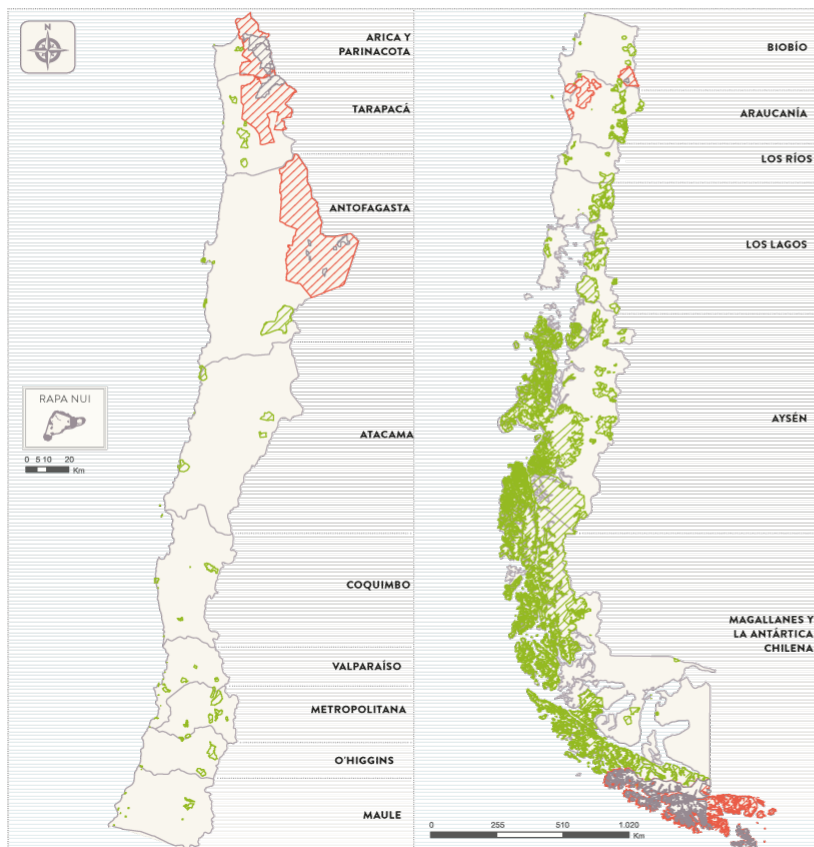 N
ARICA Y
PARINACOTA
TARAPACÁ
ANTOFAGASTA
RAPA NUI
0 5 10 20
Km
ATACAMA
COQUIMBO
VALPARAÍSO
METROPOLITANA
O'HIGGINS
MAULE
BIOBÍO
ARAUCANÍA
LOS RÍOS
LOS LAGOS
AYSÉN
MAGALLANES Y
LA ANTÁRTICA
CHILENA
0 255 510 1.020
Km